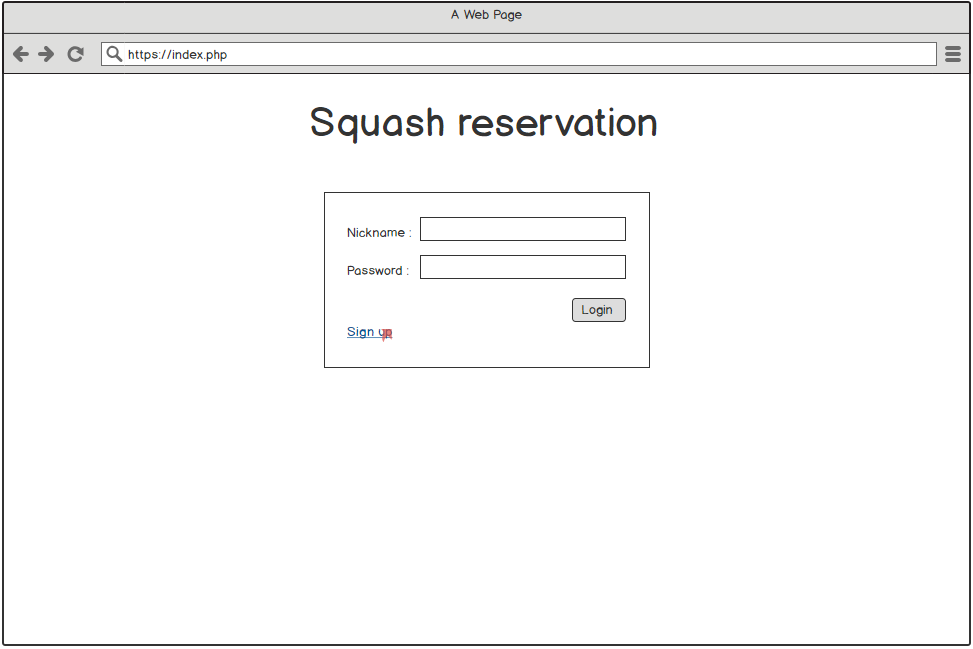 A Web Page
https://index.php
Squash reservation
Nickname :
Password :
Login
Sign up